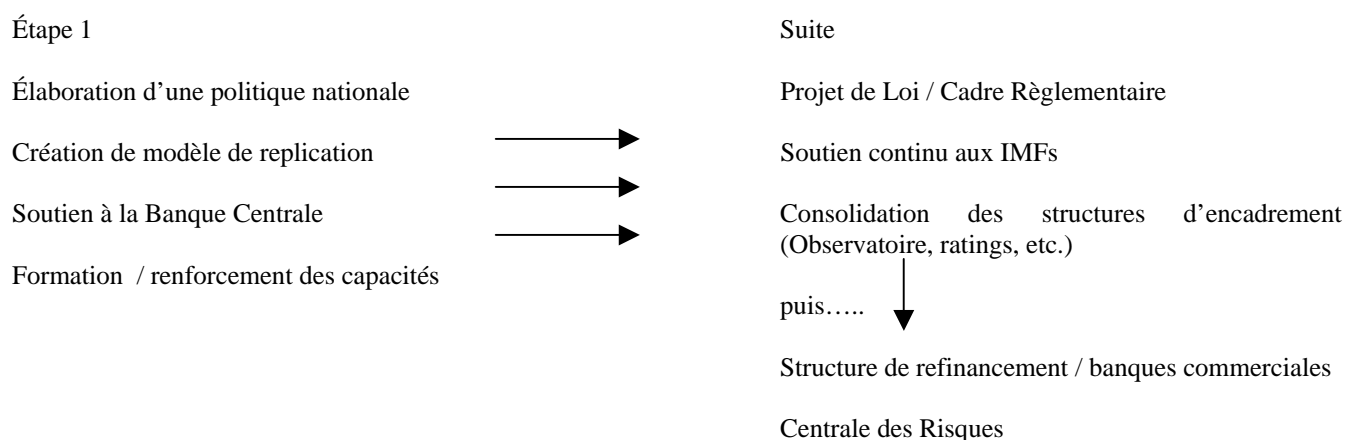 Étape 1
Élaboration d’une politique nationale
Création de modèle de replication
Soutien à la Banque Centrale
Formation / renforcement des capacités
Suite
Projet de Loi / Cadre Règlementaire
Soutien continu aux IMFs
Consolidation des structures d’encadrement
(Observatoire, ratings, etc.)
puis…..
Structure de refinancement / banques commerciales
Centrale des Risques